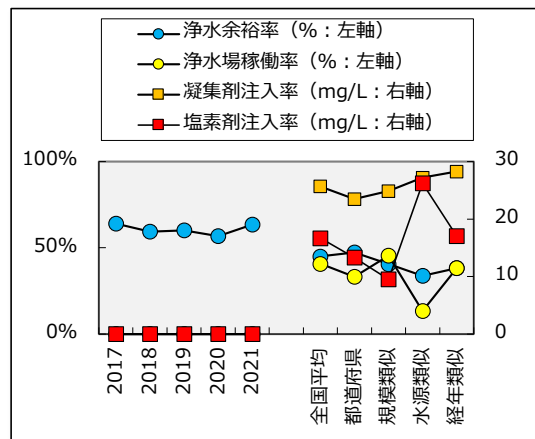 浄水余裕率（%：左軸）
浄水場稼働率（%：左軸）
凝集剤注入率（mg/L：右軸）
塩素剤注入率（mg/L：右軸）
100%
50%
0%
30
20
10
0
2017
2018
2019
2020
2021
全国平均
都道府県
規模類似
水源類似
経年類似